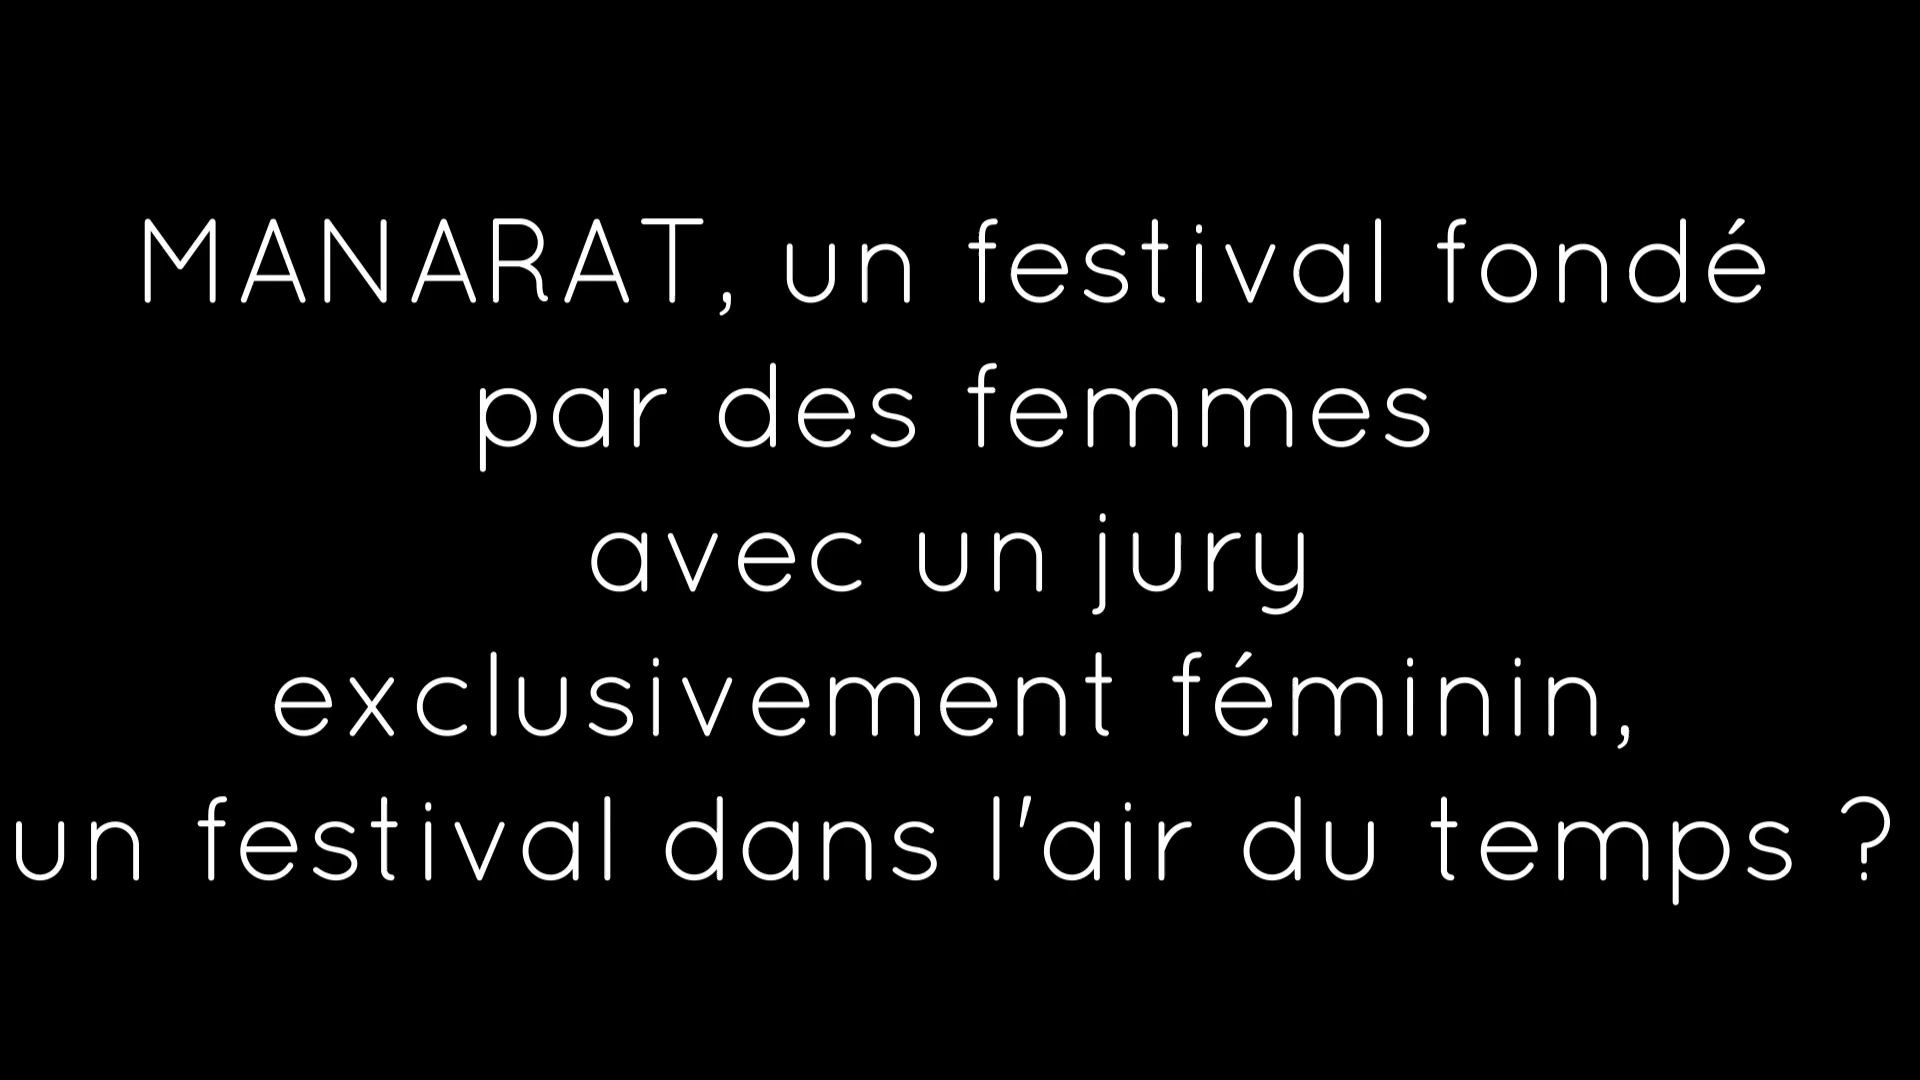 MANARAT, un festival fondé
par des femmes
avec un jury
exclusivement féminin,
un festival dans l'air du temps ?